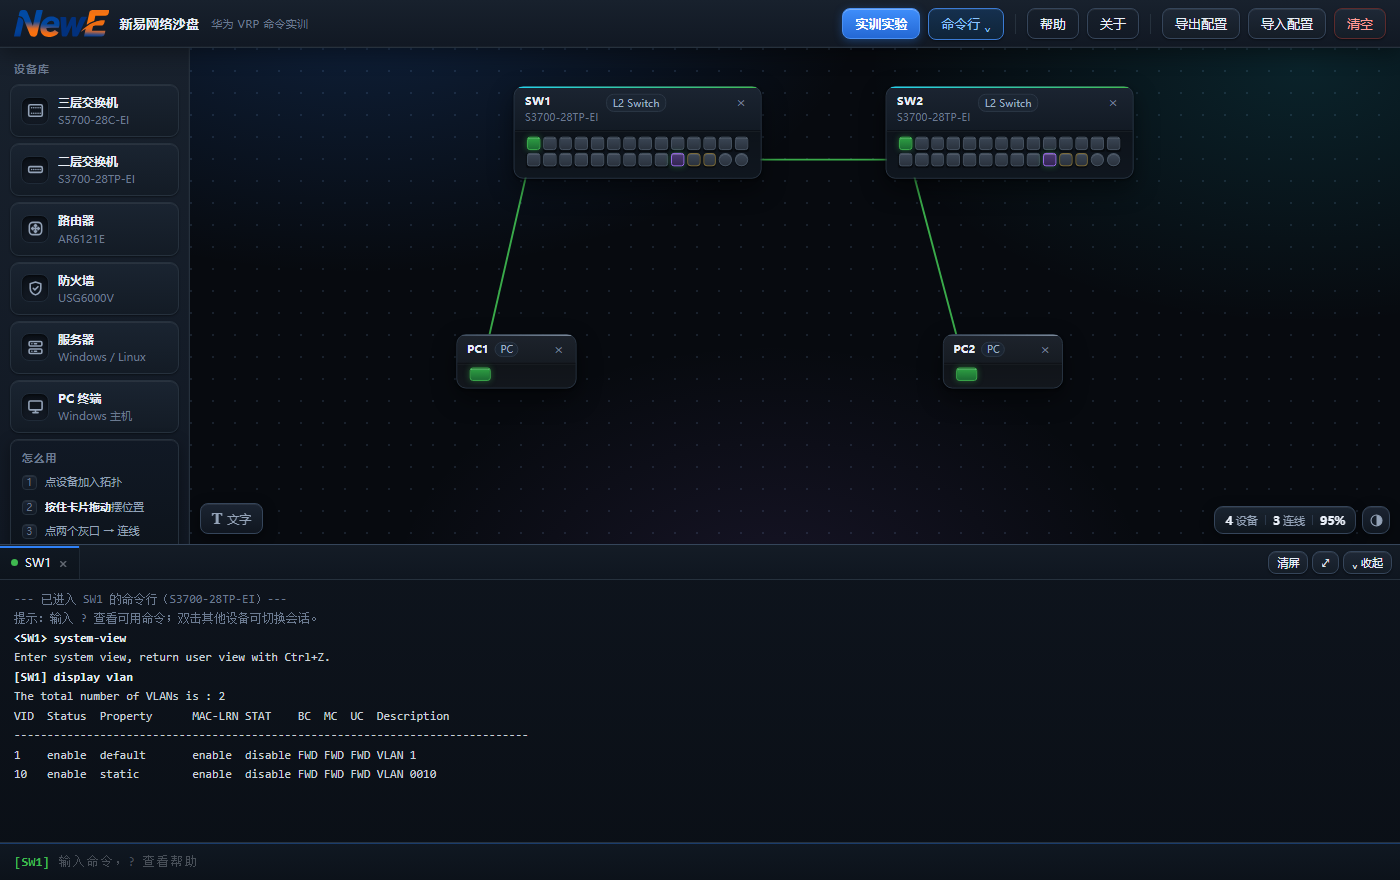 NewE 新易网络沙盘 华为 VRP 命令实训 实训实验 命令行 帮助 关于 导出配置 导入配置 清空
设备库
三层交换机
S5700-28C-EI
二层交换机
S3700-28TP-EI
路由器
AR6121E
防火墙
USG6000V
服务器
Windows / Linux
PC 终端
Windows 主机
怎么用
1 点设备加入拓扑
2 按住卡片拖动摆位置
3 点两个灰口 → 连线
SW1 L2 Switch ×
S3700-28TP-EI
SW2 L2 Switch ×
S3700-28TP-EI
PC1 PC ×
PC2 PC ×
T 文字
4 设备 3 连线 95%
SW1 × 清屏 收起
--- 已进入 SW1 的命令行（S3700-28TP-EI）---
提示：输入 ? 查看可用命令；双击其他设备可切换会话。
<SW1> system-view
Enter system view, return user view with Ctrl+Z.
[SW1] display vlan
The total number of VLANs is : 2
VID  Status  Property      MAC-LRN STAT    BC  MC  UC  Description
------------------------------------------------------------------------------
1    enable  default       enable  disable FWD FWD FWD VLAN 1
10   enable  static        enable  disable FWD FWD FWD VLAN 0010
[SW1] 输入命令，? 查看帮助